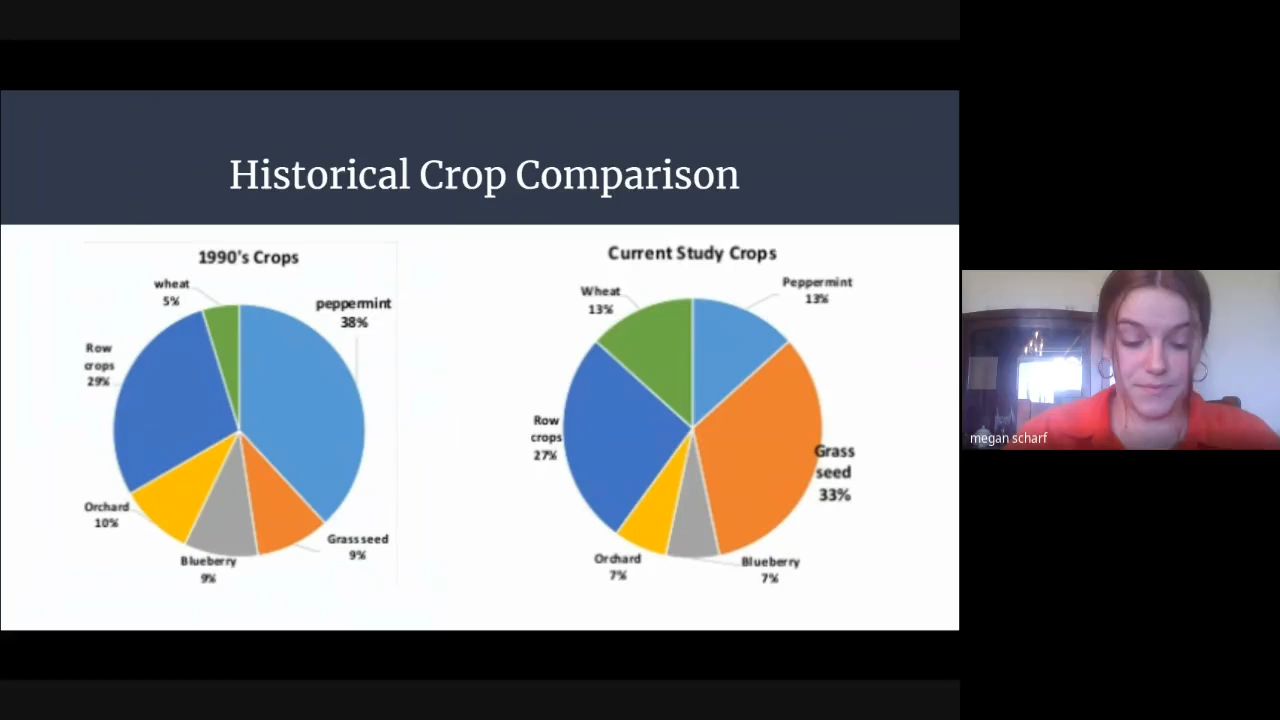 Historical Crop Comparison
1990's Crops
wheat
5%
peppermint
38%
Row
crops
29%
Orchard
10%
Blueberry
9%
Grass seed
9%
Current Study Crops
Wheat
13%
Peppermint
13%
Row
crops
27%
Grass
seed
33%
Orchard
7%
Blueberry
7%
megan scharf